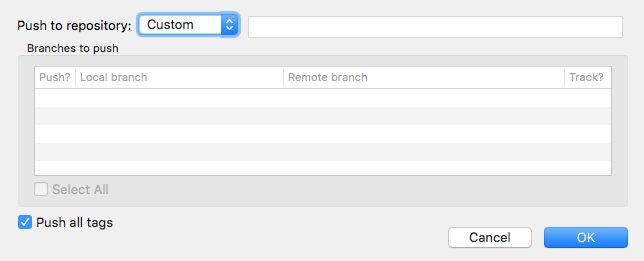 Push to repository: Custom
Branches to push
Push? Local branch Remote branch Track?
Select All
Push all tags
Cancel OK